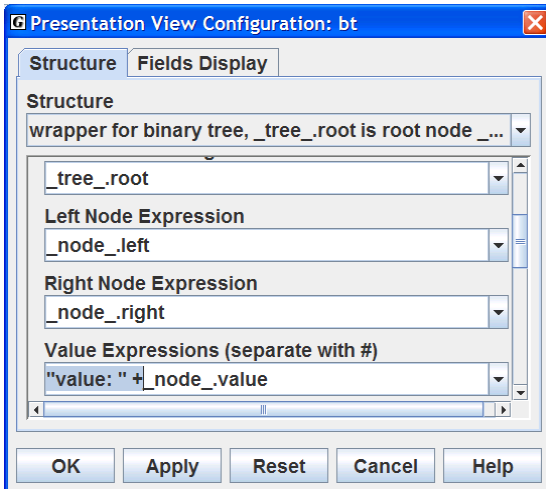 G Presentation View Configuration: bt
Structure Fields Display
Structure
wrapper for binary tree, _tree_.root is root node _...
_tree_.root
Left Node Expression
_node_.left
Right Node Expression
_node_.right
Value Expressions (separate with #)
"value: " +_node_.value
OK Apply Reset Cancel Help